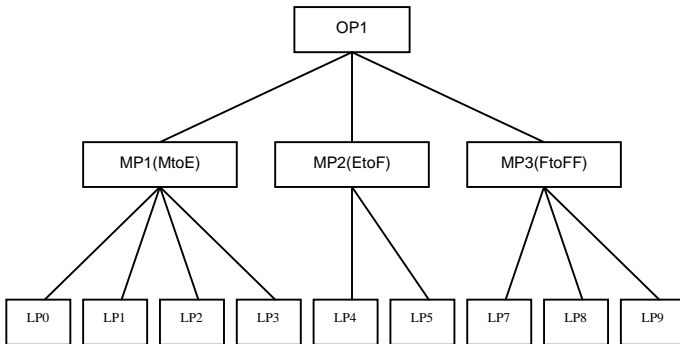 OP1
MP1(MtoE)
MP2(EtoF)
MP3(FtoFF)
LP0
LP1
LP2
LP3
LP4
LP5
LP7
LP8
LP9